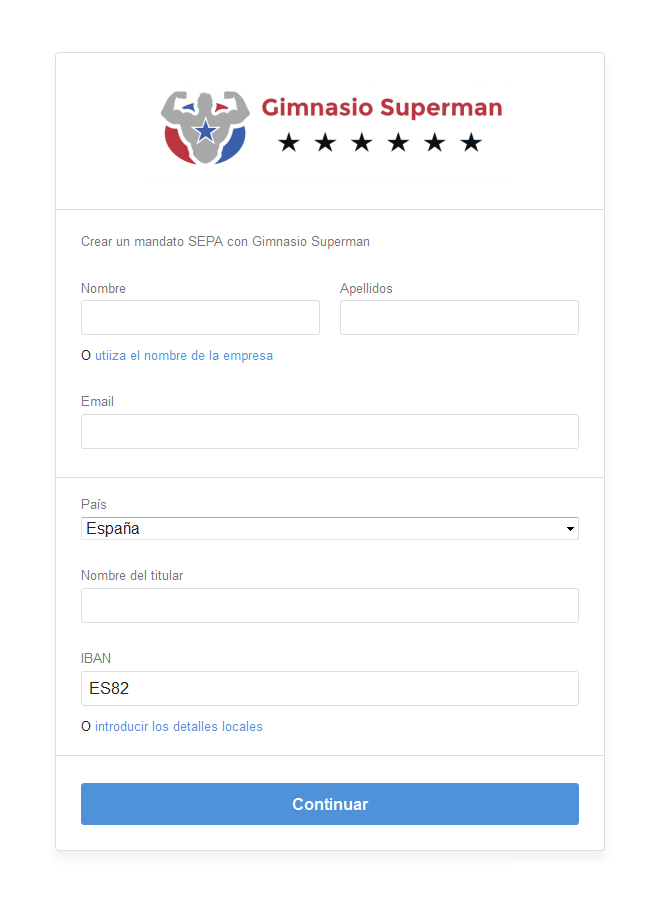 Gimnasio Superman
Crear un mandato SEPA con Gimnasio Superman
Nombre Apellidos
O utiiza el nombre de la empresa
Email
País
España
Nombre del titular
IBAN
ES82
O introducir los detalles locales
Continuar